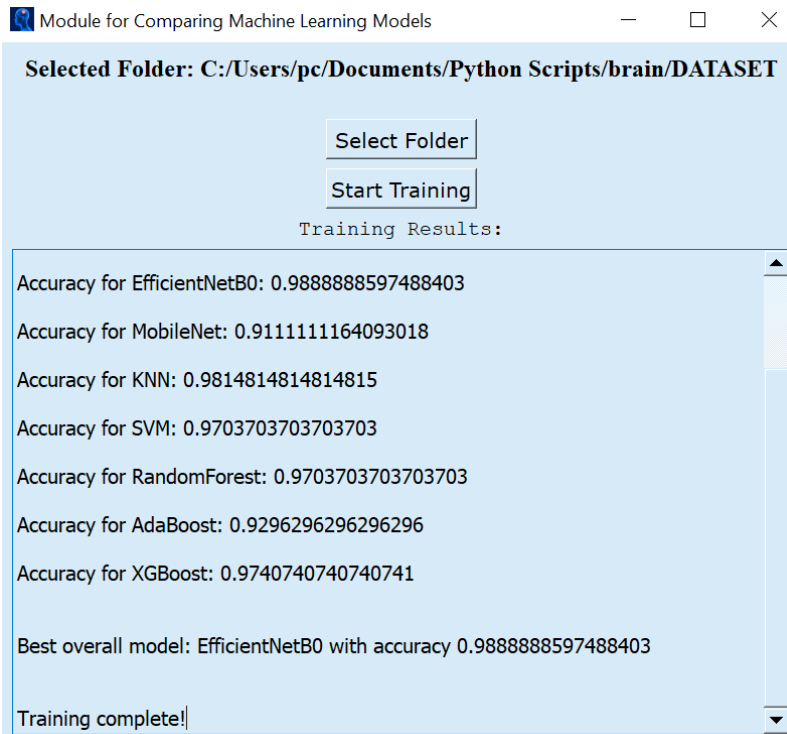 Module for Comparing Machine Learning Models
Selected Folder: C:/Users/pc/Documents/Python Scripts/brain/DATASET
Select Folder
Start Training
Training Results:
Accuracy for EfficientNetB0: 0.9888888597488403
Accuracy for MobileNet: 0.9111111164093018
Accuracy for KNN: 0.9814814814814815
Accuracy for SVM: 0.9703703703703703
Accuracy for RandomForest: 0.9703703703703703
Accuracy for AdaBoost: 0.9296296296296296
Accuracy for XGBoost: 0.9740740740740741
Best overall model: EfficientNetB0 with accuracy 0.9888888597488403
Training complete!